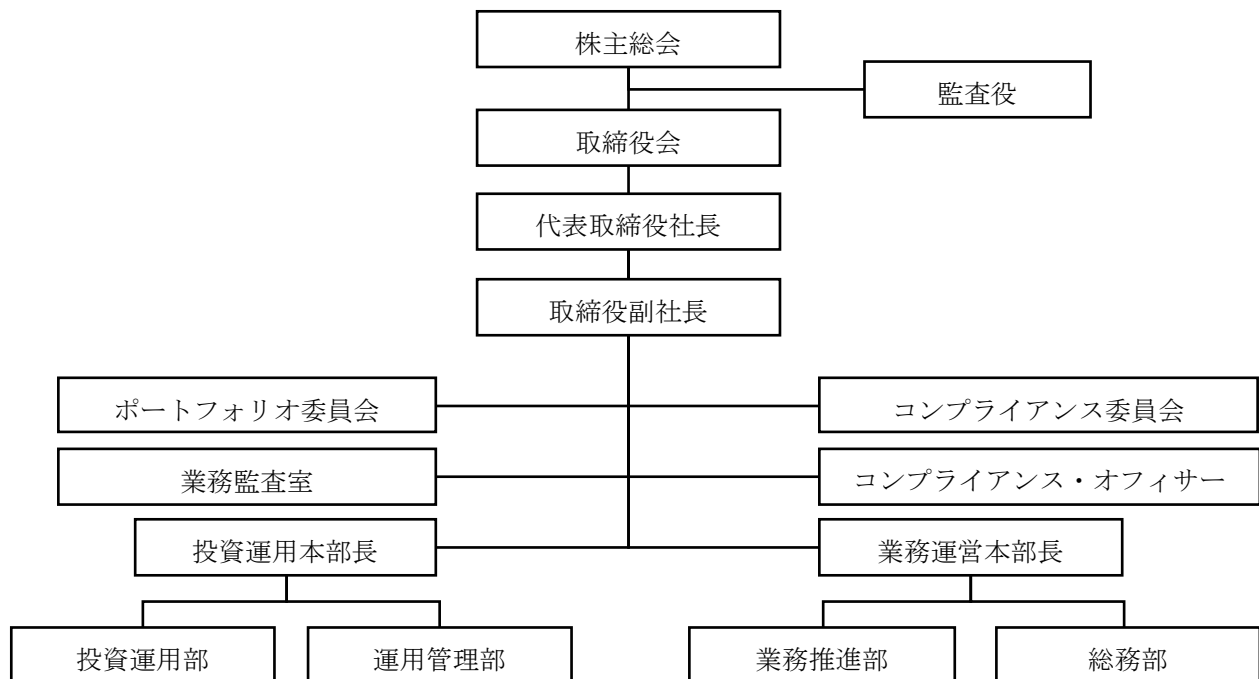 株主総会
監査役
取締役会
代表取締役社長
取締役副社長
ポートフォリオ委員会
コンプライアンス委員会
業務監査室
コンプライアンス・オフィサー
投資運用本部長
業務運営本部長
投資運用部
運用管理部
業務推進部
総務部